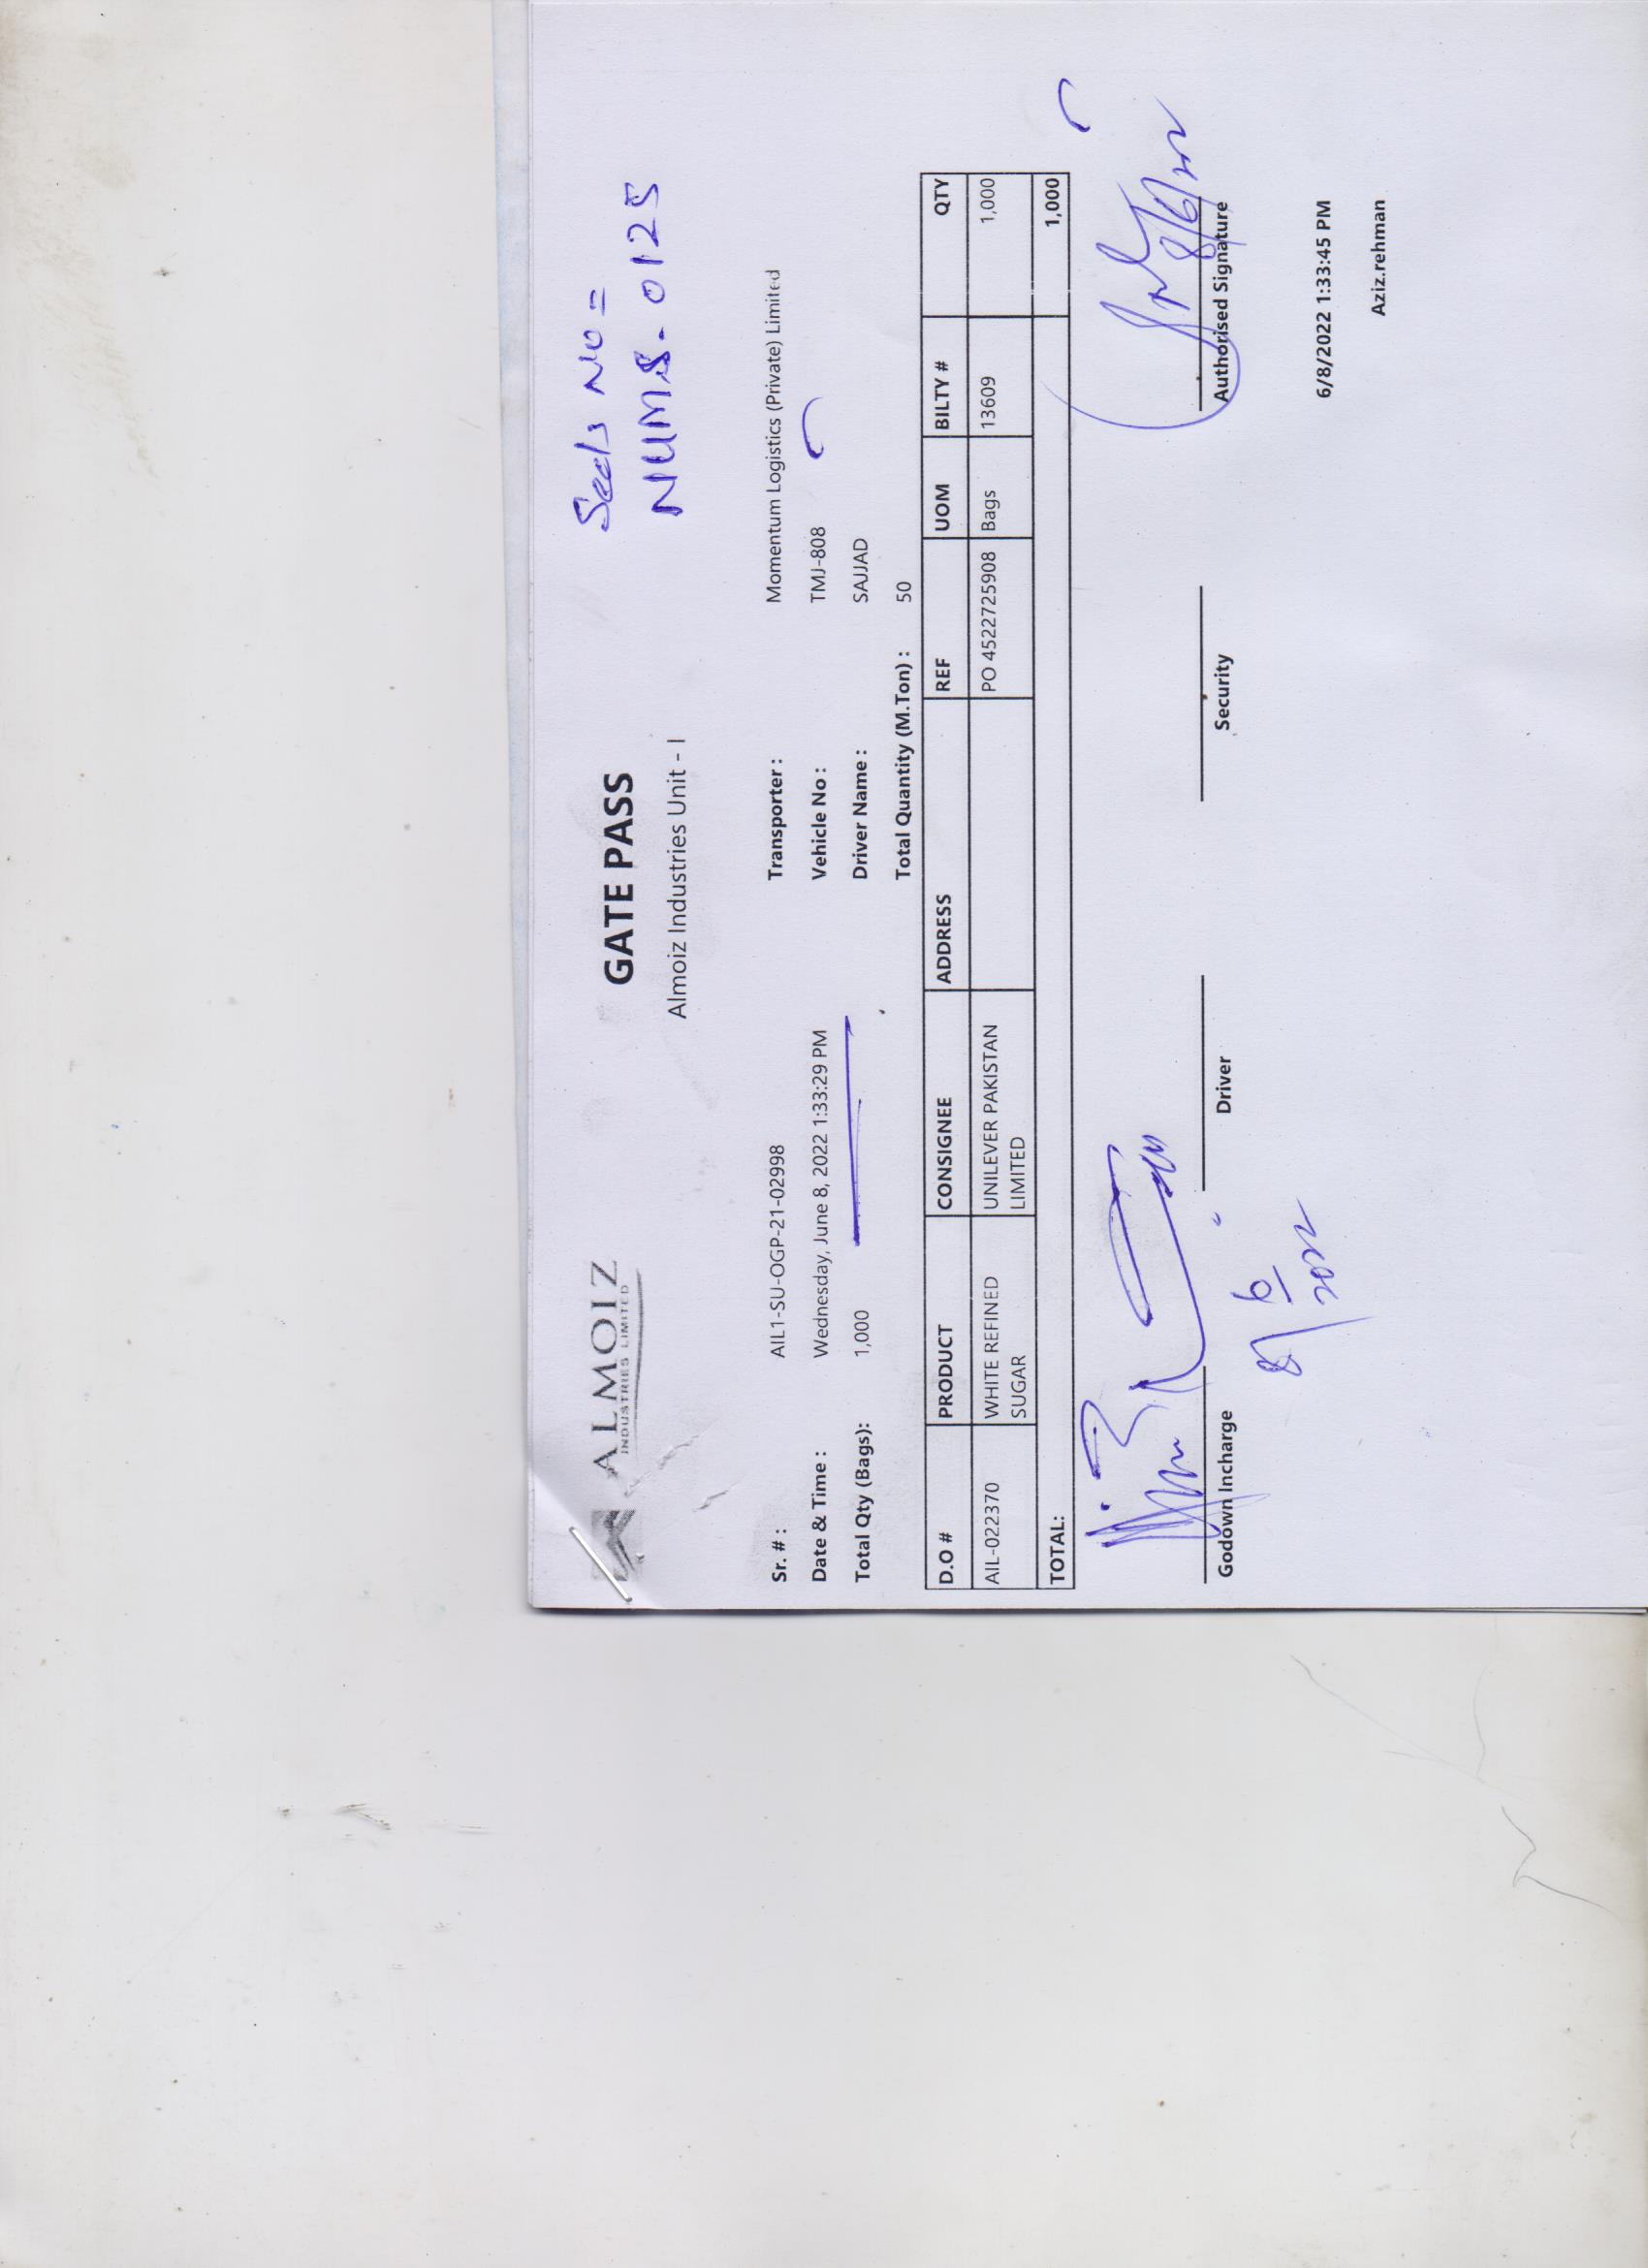 ALMOIZ
INDUSTRIES LIMITED
GATE PASS
Almoiz Industries Unit - I
Seals NO =
NUMS-0125
Sr. # : AIL1-SU-OGP-21-02998 Transporter : Momentum Logistics (Private) Limited
Date & Time : Wednesday, June 8, 2022 1:33:29 PM Vehicle No : TMJ-808
Total Qty (Bags): 1,000 Driver Name : SAJJAD
Total Quantity (M.Ton) : 50
D.O # PRODUCT CONSIGNEE ADDRESS REF UOM BILTY # QTY
AIL-022370 WHITE REFINED UNILEVER PAKISTAN PO 4522725908 Bags 13609 1,000
SUGAR LIMITED
TOTAL: 1,000
8/6/22
Godown Incharge Driver Security Authorised Signature
8/6
2022
6/8/2022 1:33:45 PM
Aziz.rehman